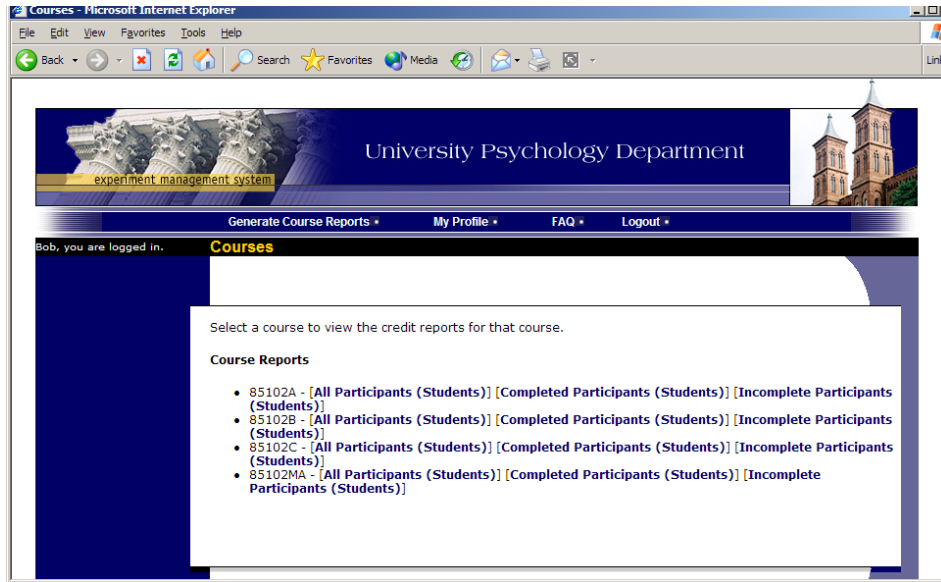 Courses - Microsoft Internet Explorer
File Edit View Favorites Tools Help
Back Search Favorites Media Link
University Psychology Department
experiment management system
Generate Course Reports My Profile FAQ Logout
Bob, you are logged in. Courses
Select a course to view the credit reports for that course.
Course Reports
• 85102A - [All Participants (Students)] [Completed Participants (Students)] [Incomplete Participants
(Students)]
• 85102B - [All Participants (Students)] [Completed Participants (Students)] [Incomplete Participants
(Students)]
• 85102C - [All Participants (Students)] [Completed Participants (Students)] [Incomplete Participants
(Students)]
• 85102MA - [All Participants (Students)] [Completed Participants (Students)] [Incomplete
Participants (Students)]